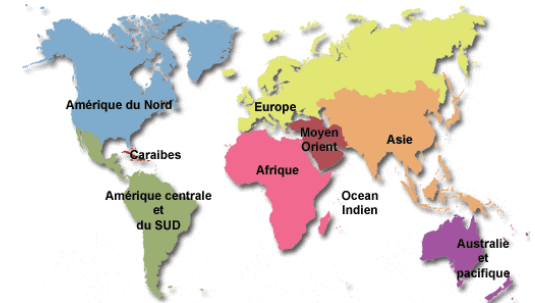 Amérique du Nord
Europe
Moyen
Orient
Asie
Caraibes
Afrique
Amérique centrale
et
du SUD
Ocean
Indien
Australie
et
pacifique